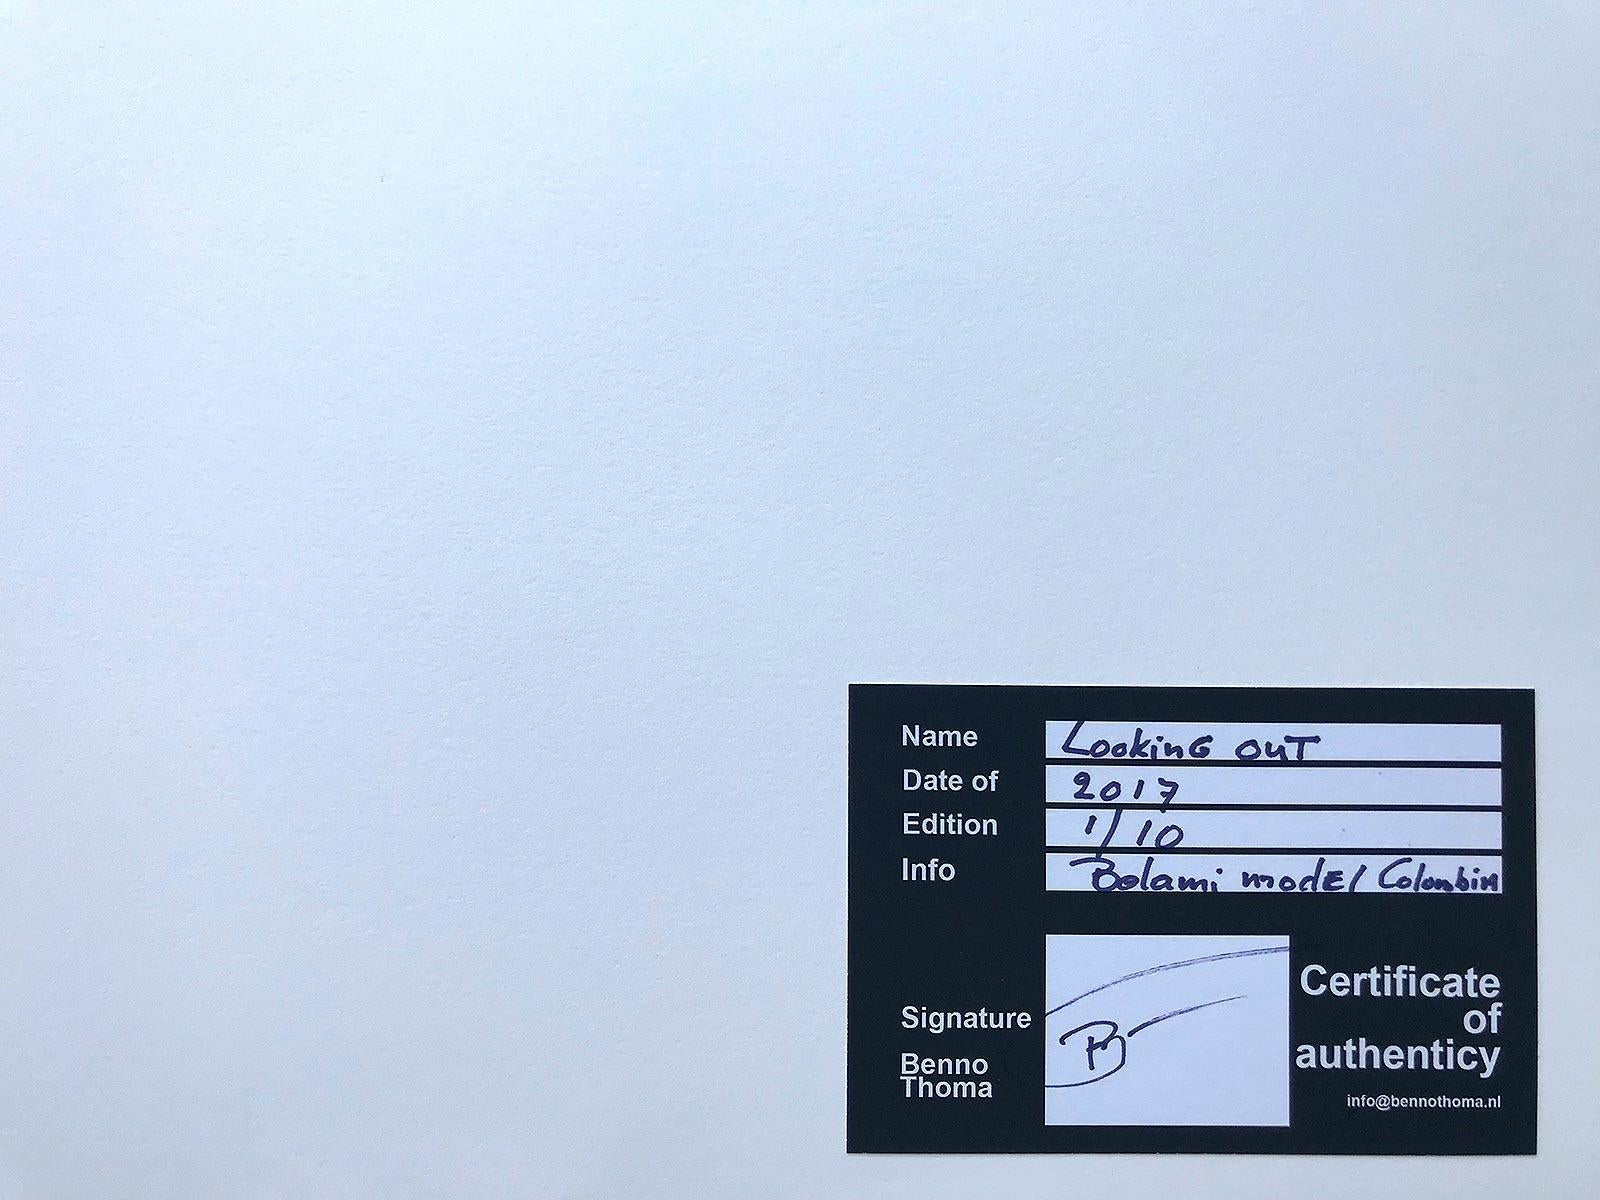 Name Looking out
Date of 2017
Edition 1/10
Info Belami model Colombia
Signature
Benno
Thoma
Certificate
of
authenticy
info@bennothoma.nl